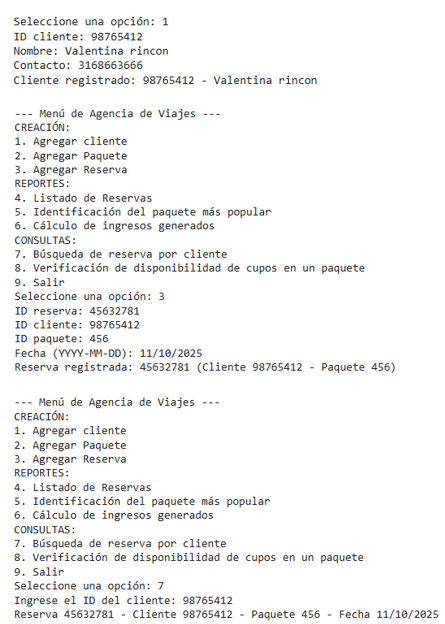 Seleccione una opción: 1
ID cliente: 98765412
Nombre: Valentina rincon
Contacto: 3168663666
Cliente registrado: 98765412 - Valentina rincon
--- Menú de Agencia de Viajes ---
CREACIÓN:
1. Agregar cliente
2. Agregar Paquete
3. Agregar Reserva
REPORTES:
4. Listado de Reservas
5. Identificación del paquete más popular
6. Cálculo de ingresos generados
CONSULTAS:
7. Búsqueda de reserva por cliente
8. Verificación de disponibilidad de cupos en un paquete
9. Salir
Seleccione una opción: 3
ID reserva: 45632781
ID cliente: 98765412
ID paquete: 456
Fecha (YYYY-MM-DD): 11/10/2025
Reserva registrada: 45632781 (Cliente 98765412 - Paquete 456)
--- Menú de Agencia de Viajes ---
CREACIÓN:
1. Agregar cliente
2. Agregar Paquete
3. Agregar Reserva
REPORTES:
4. Listado de Reservas
5. Identificación del paquete más popular
6. Cálculo de ingresos generados
CONSULTAS:
7. Búsqueda de reserva por cliente
8. Verificación de disponibilidad de cupos en un paquete
9. Salir
Seleccione una opción: 7
Ingrese el ID del cliente: 98765412
Reserva 45632781 - Cliente 98765412 - Paquete 456 - Fecha 11/10/2025